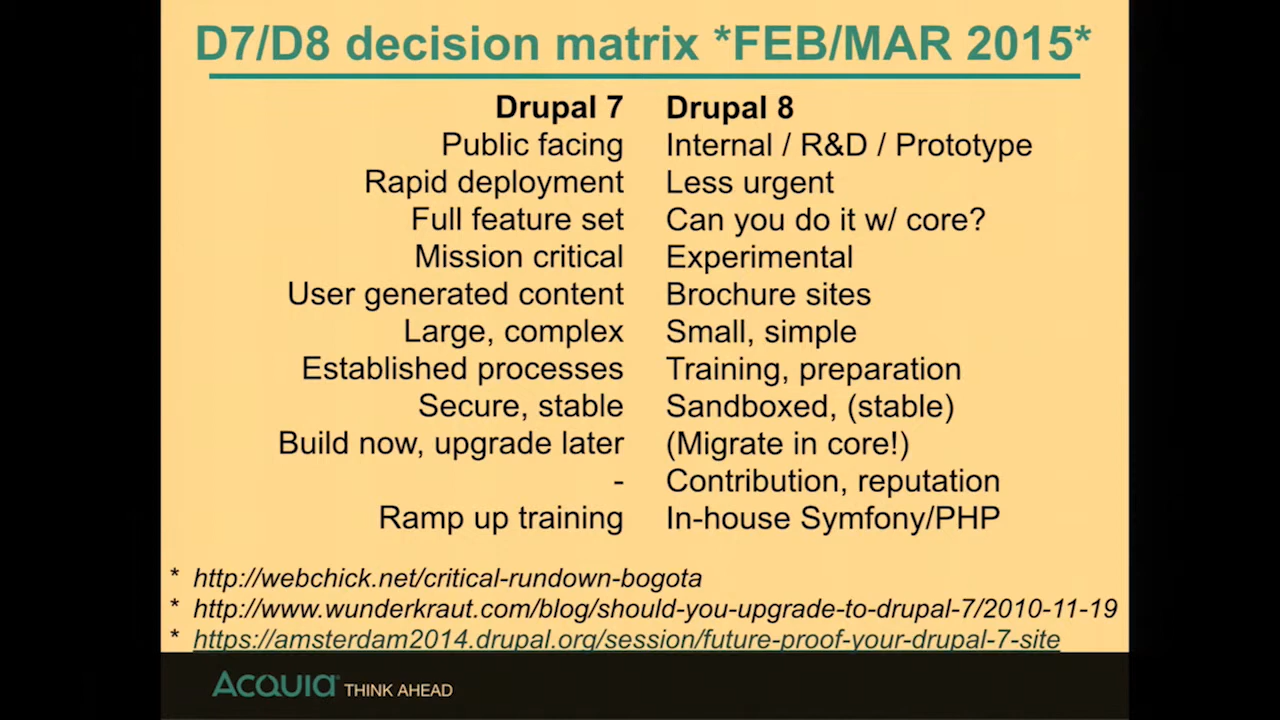 D7/D8 decision matrix *FEB/MAR 2015*
Drupal 7 Drupal 8
Public facing Internal / R&D / Prototype
Rapid deployment Less urgent
Full feature set Can you do it w/ core?
Mission critical Experimental
User generated content Brochure sites
Large, complex Small, simple
Established processes Training, preparation
Secure, stable Sandboxed, (stable)
Build now, upgrade later (Migrate in core!)
- Contribution, reputation
Ramp up training In-house Symfony/PHP
* http://webchick.net/critical-rundown-bogota
* http://www.wunderkraut.com/blog/should-you-upgrade-to-drupal-7/2010-11-19
* https://amsterdam2014.drupal.org/session/future-proof-your-drupal-7-site
Acquia® THINK AHEAD